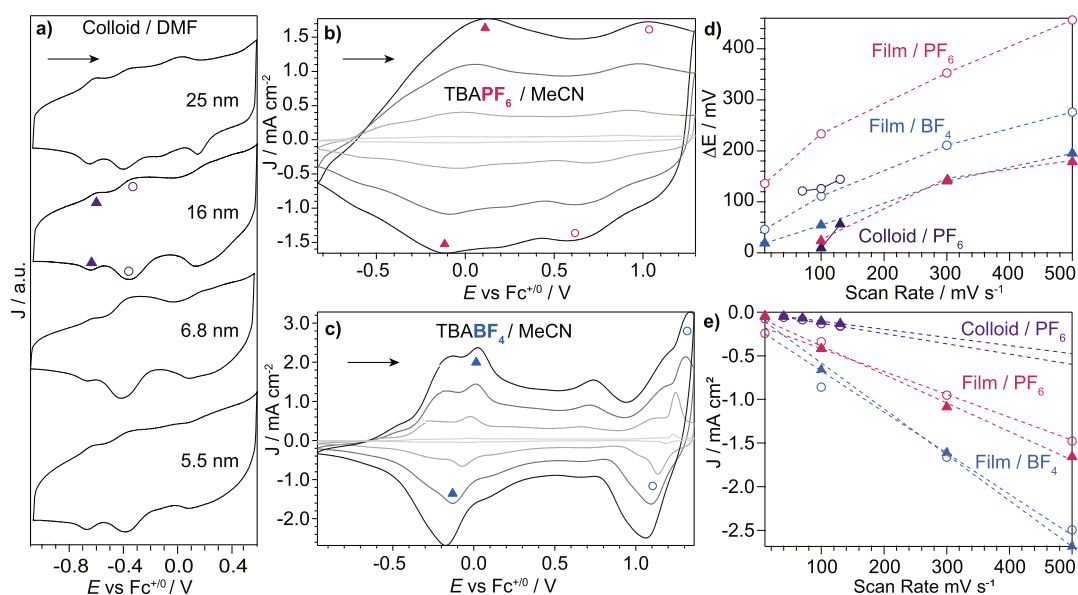 a)
Colloid / DMF
25 nm
16 nm
6.8 nm
5.5 nm
J / a.u.
-0.8 -0.4 0.0 0.4
E vs Fc+/0 / V
b)
TBAPF6 / MeCN
J / mA cm-2
1.5
1.0
0.5
0.0
-0.5
-1.0
-1.5
-0.5 0.0 0.5 1.0
E vs Fc+/0 / V
c)
TBABF4 / MeCN
J / mA cm-2
3.0
2.0
1.0
0.0
-1.0
-2.0
-0.5 0.0 0.5 1.0
E vs Fc+/0 / V
d)
Film / PF6
Film / BF4
Colloid / PF6
ΔE / mV
400
300
200
100
0
100 300 500
Scan Rate / mV s-1
e)
Colloid / PF6
Film / PF6
Film / BF4
J / mA cm²
0.0
-0.5
-1.0
-1.5
-2.0
-2.5
100 300 500
Scan Rate mV s-1